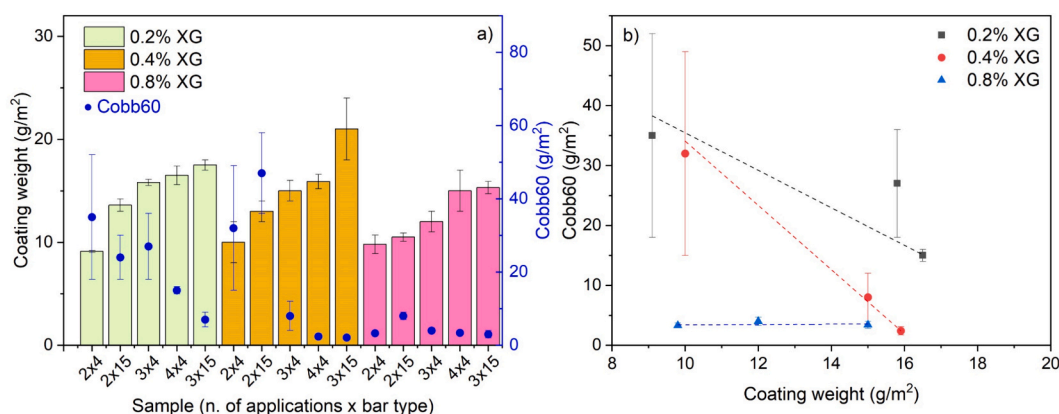 a)
0.2% XG
0.4% XG
0.8% XG
Cobb60
Coating weight (g/m²)
30
20
10
0
80
60
40
20
0
Cobb60 (g/m²)
2x4 2x15 3x4 4x4 3x15 2x4 2x15 3x4 4x4 3x15 2x4 2x15 3x4 4x4 3x15
Sample (n. of applications x bar type)
b)
0.2% XG
0.4% XG
0.8% XG
Cobb60 (g/m²)
50
40
30
20
10
0
8 10 12 14 16 18
Coating weight (g/m²)